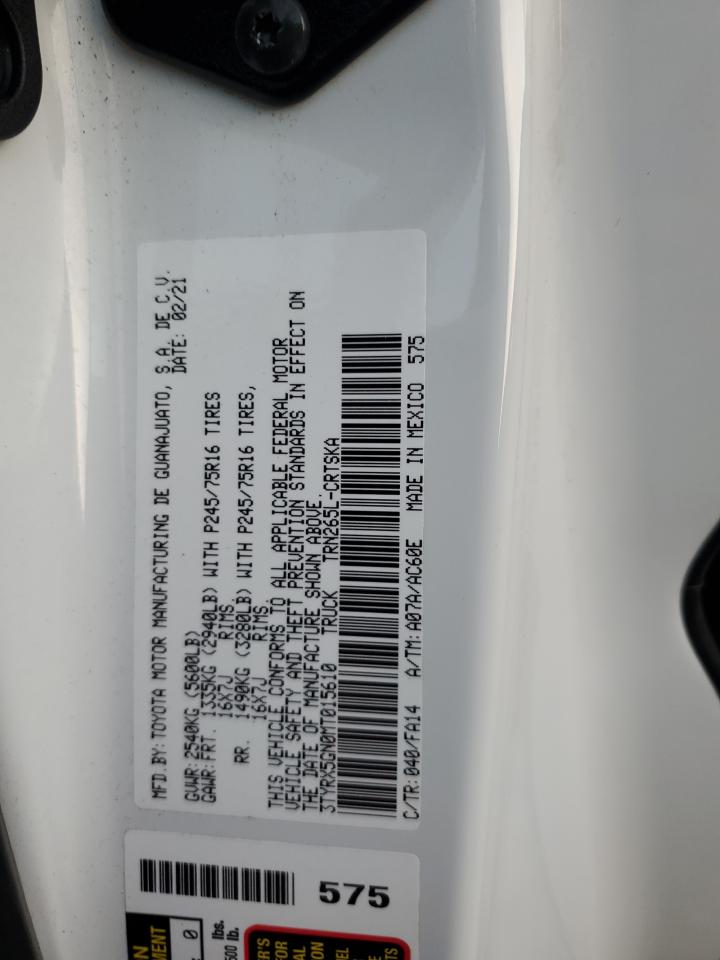 MFD.BY: TOYOTA MOTOR MANUFACTURING DE GUANAJUATO, S.A. DE C.V.
DATE: 02/21
GVWR: 2540KG (5600LB)
GAWR: FRT. 1335KG (2940LB) WITH P245/75R16 TIRES
16X7J RIMS.
RR. 1490KG (3280LB) WITH P245/75R16 TIRES,
16X7J RIMS.
THIS VEHICLE CONFORMS TO ALL APPLICABLE FEDERAL MOTOR
VEHICLE SAFETY AND THEFT PREVENTION STANDARDS IN EFFECT ON
THE DATE OF MANUFACTURE SHOWN ABOVE.
3TYRX5GN0MT015610 TRUCK TRN265L-CRTSKA
C/TR: 040/FA14 A/TM: A07A/AC60E MADE IN MEXICO 575
575
0
lbs.